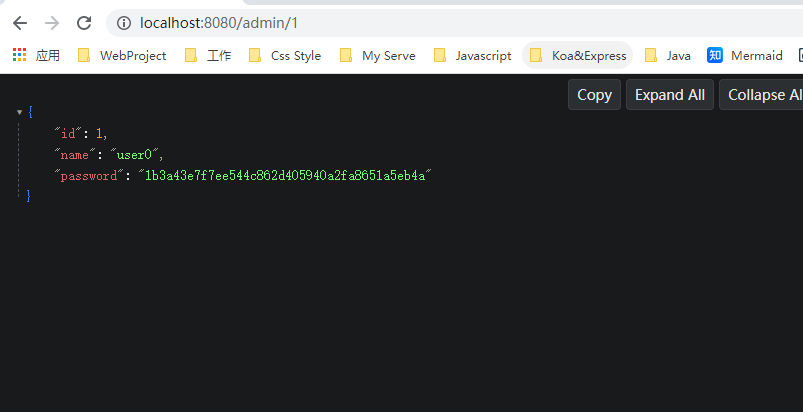 localhost:8080/admin/1
应用 WebProject 工作 Css Style My Serve Javascript Koa&Express Java 知 Mermaid
Copy Expand All Collapse Al
{
"id": 1,
"name": "user0",
"password": "1b3a43e7f7ee544c862d405940a2fa8651a5eb4a"
}